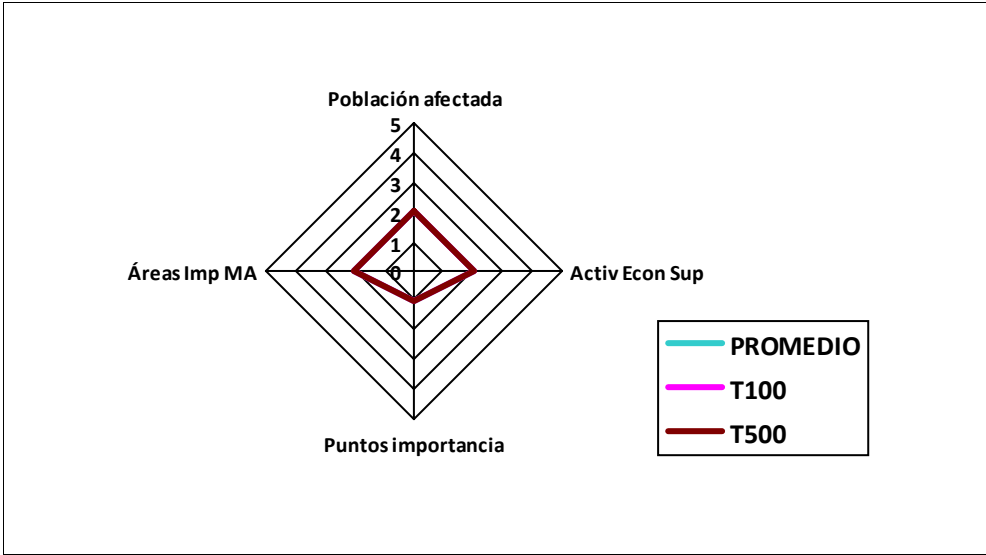 Población afectada
5
4
3
2
1
0
Áreas Imp MA
Activ Econ Sup
Puntos importancia
PROMEDIO
T100
T500